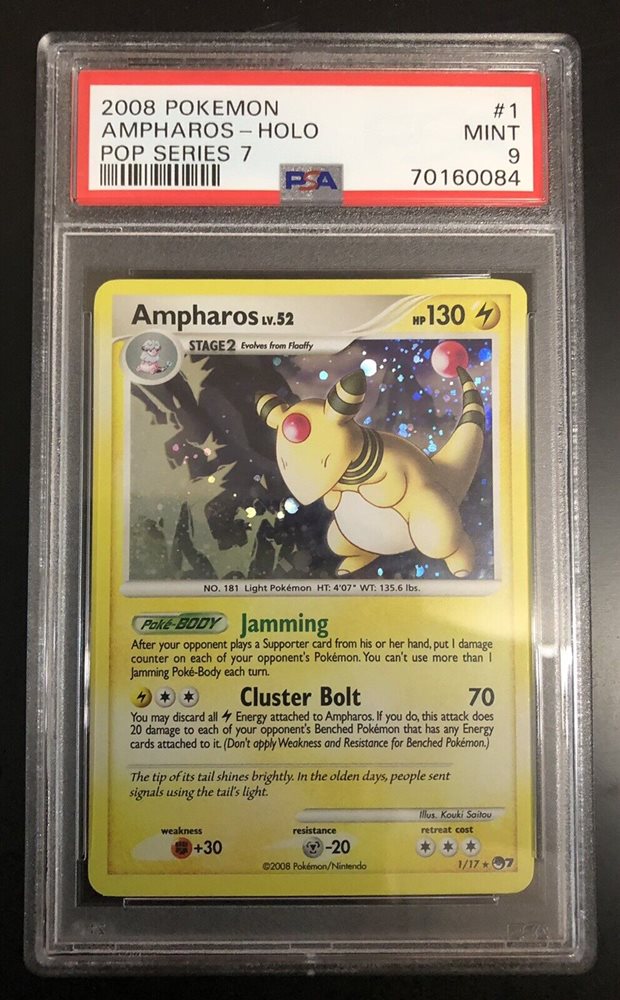 2008 POKEMON #1
AMPHAROS – HOLO MINT
POP SERIES 7 9
PSA 70160084
Ampharos LV.52 HP130
STAGE2 Evolves from Flaaffy
NO. 181 Light Pokémon HT: 4'07" WT: 135.6 lbs.
Poké-BODY Jamming
After your opponent plays a Supporter card from his or her hand, put 1 damage
counter on each of your opponent's Pokémon. You can't use more than 1
Jamming Poké-Body each turn.
Cluster Bolt 70
You may discard all Energy attached to Ampharos. If you do, this attack does
20 damage to each of your opponent's Benched Pokémon that has any Energy
cards attached to it. (Don't apply Weakness and Resistance for Benched Pokémon.)
The tip of its tail shines brightly. In the olden days, people sent
signals using the tail's light.
Illus. Kouki Saitou
weakness resistance retreat cost
+30 -20
©2008 Pokémon/Nintendo 1/17 ★ 7